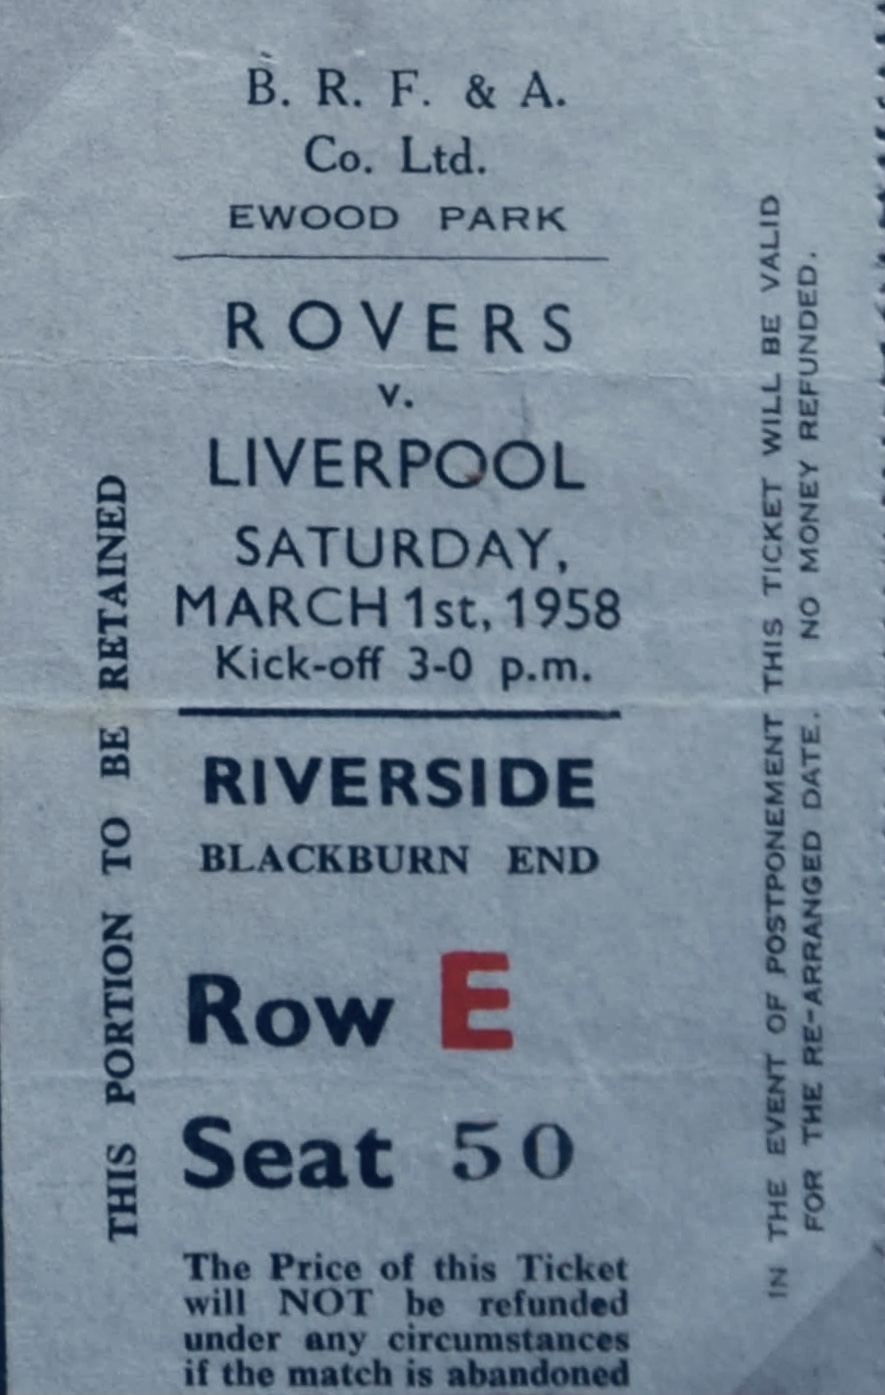 B. R. F. & A.
Co. Ltd.
EWOOD PARK
ROVERS
v.
LIVERPOOL
SATURDAY,
MARCH 1st, 1958
Kick-off 3-0 p.m.
RIVERSIDE
BLACKBURN END
Row E
Seat 50
The Price of this Ticket
will NOT be refunded
under any circumstances
if the match is abandoned
THIS PORTION TO BE RETAINED
IN THE EVENT OF POSTPONEMENT THIS TICKET WILL BE VALID
FOR THE RE-ARRANGED DATE. NO MONEY REFUNDED.